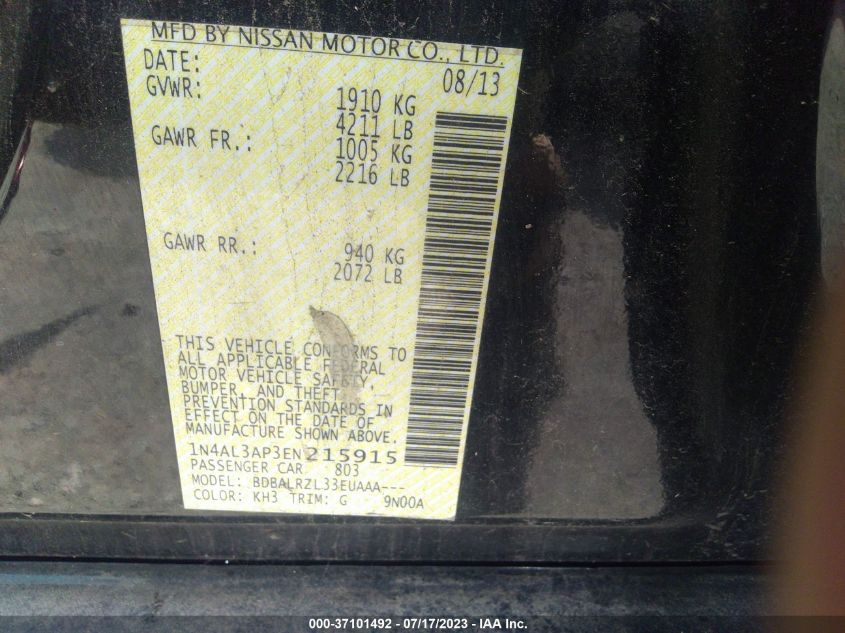 MFD BY NISSAN MOTOR CO., LTD.
DATE: 08/13
GVWR: 1910 KG
4211 LB
GAWR FR.: 1005 KG
2216 LB
GAWR RR.: 940 KG
2072 LB
THIS VEHICLE CONFORMS TO
ALL APPLICABLE FEDERAL
MOTOR VEHICLE SAFETY,
BUMPER, AND THEFT
PREVENTION STANDARDS IN
EFFECT ON THE DATE OF
MANUFACTURE SHOWN ABOVE.
1N4AL3AP3EN215915
PASSENGER CAR 803
MODEL: BDBALRZL33EUAAA---
COLOR: KH3 TRIM: G 9N00A
000-37101492 - 07/17/2023 - IAA Inc.